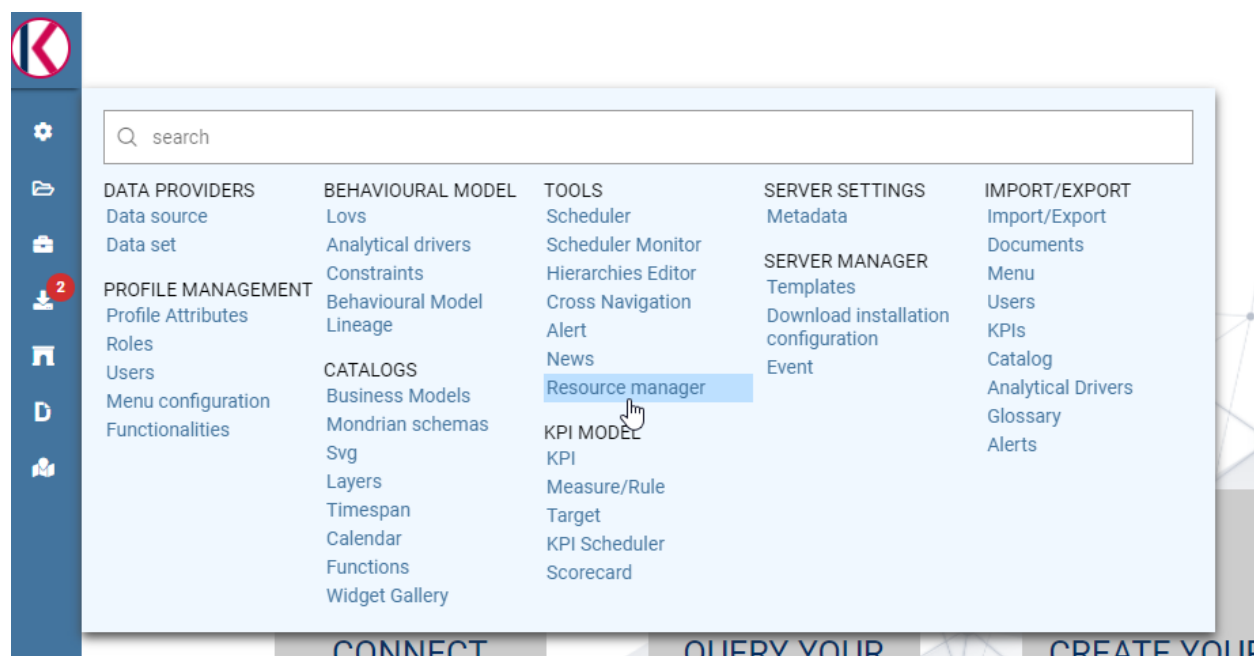 search
DATA PROVIDERS
Data source
Data set
PROFILE MANAGEMENT
Profile Attributes
Roles
Users
Menu configuration
Functionalities
BEHAVIOURAL MODEL
Lovs
Analytical drivers
Constraints
Behavioural Model
Lineage
CATALOGS
Business Models
Mondrian schemas
Svg
Layers
Timespan
Calendar
Functions
Widget Gallery
TOOLS
Scheduler
Scheduler Monitor
Hierarchies Editor
Cross Navigation
Alert
News
Resource manager
KPI MODEL
KPI
Measure/Rule
Target
KPI Scheduler
Scorecard
SERVER SETTINGS
Metadata
SERVER MANAGER
Templates
Download installation
configuration
Event
IMPORT/EXPORT
Import/Export
Documents
Menu
Users
KPIs
Catalog
Analytical Drivers
Glossary
Alerts
2
D
CONNECT
QUERY YOUR
CREATE YOUR